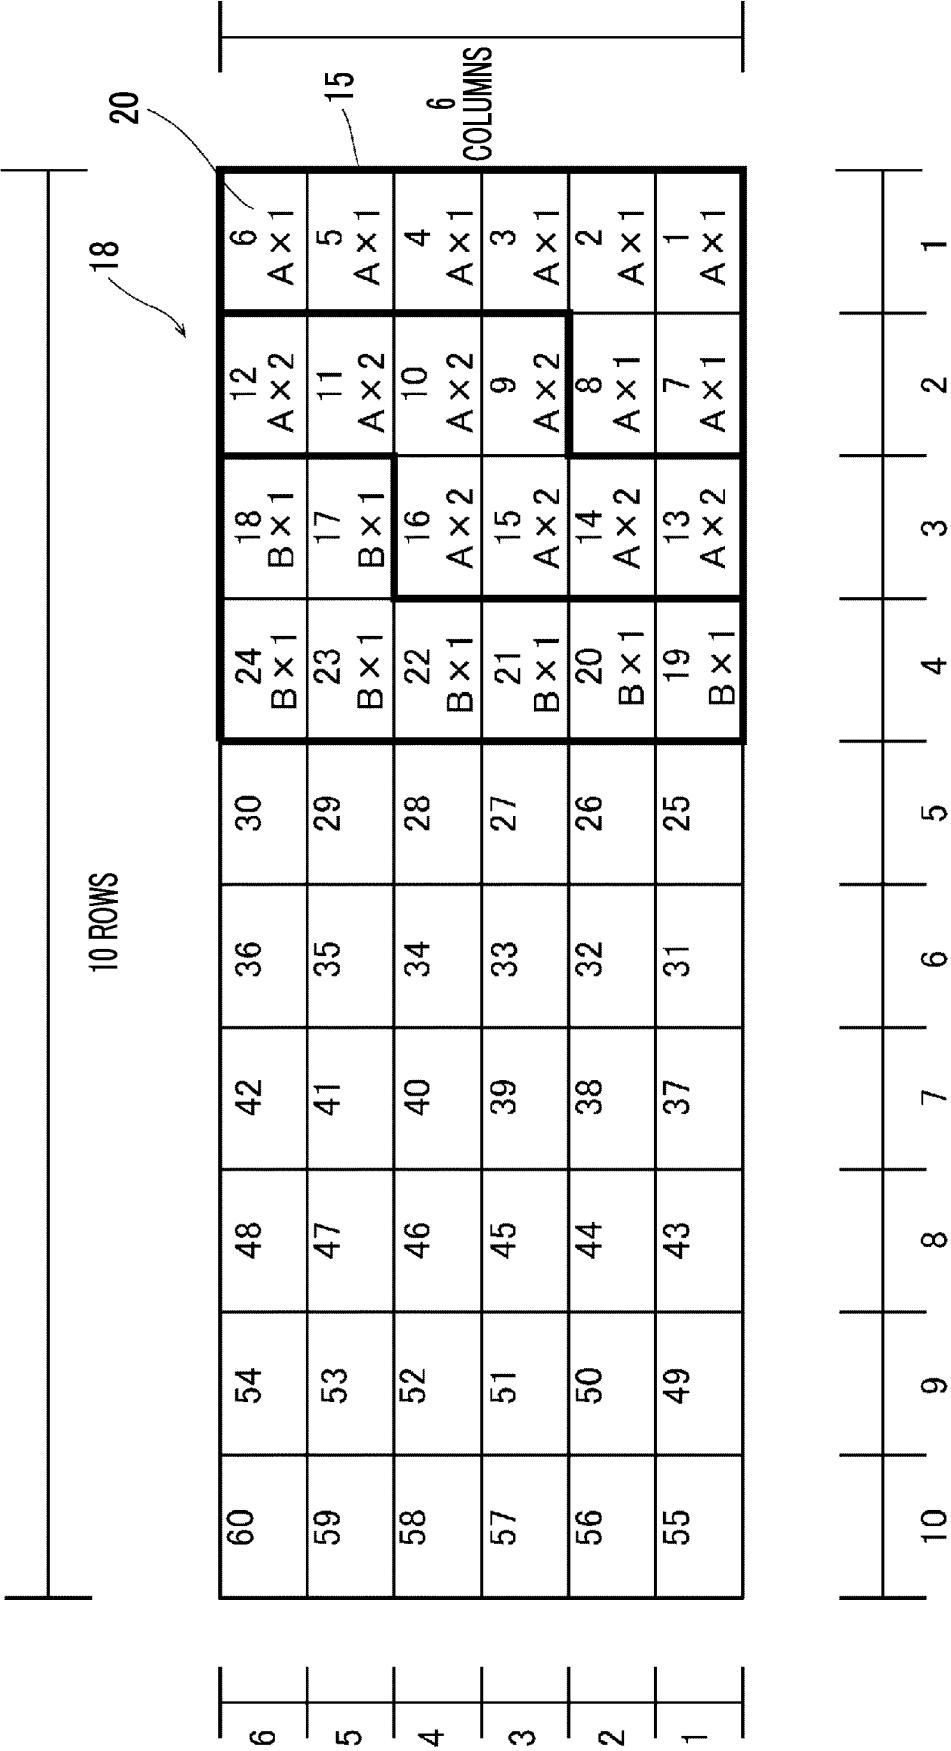 10 ROWS
18
20
15
6
COLUMNS
6 60 54 48 42 36 30 24 18 12 6
B×1 B×1 A×2 A×1
5 59 53 47 41 35 29 23 17 11 5
B×1 B×1 A×2 A×1
4 58 52 46 40 34 28 22 16 10 4
B×1 A×2 A×2 A×1
3 57 51 45 39 33 27 21 15 9 3
B×1 A×2 A×2 A×1
2 56 50 44 38 32 26 20 14 8 2
B×1 A×2 A×1 A×1
1 55 49 43 37 31 25 19 13 7 1
B×1 A×2 A×1 A×1
10 9 8 7 6 5 4 3 2 1